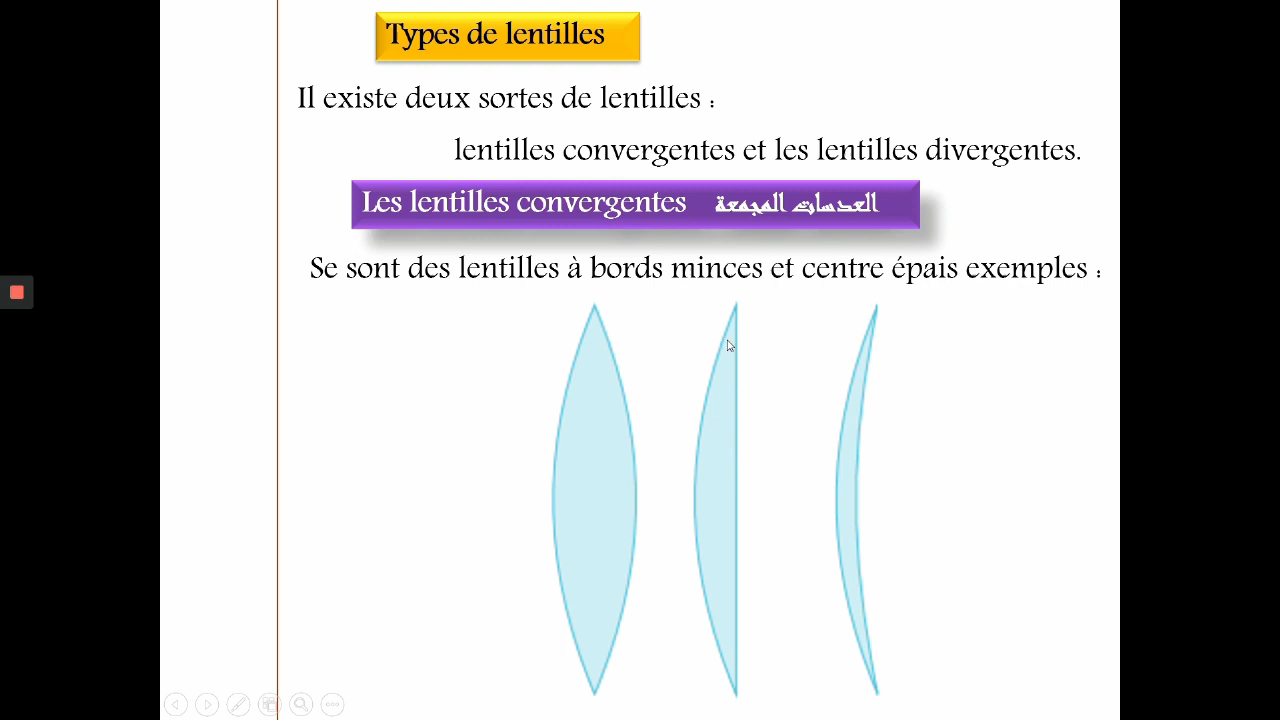 Types de lentilles
Il existe deux sortes de lentilles :
lentilles convergentes et les lentilles divergentes.
Les lentilles convergentes العدسات المجمعة
Se sont des lentilles à bords minces et centre épais exemples :